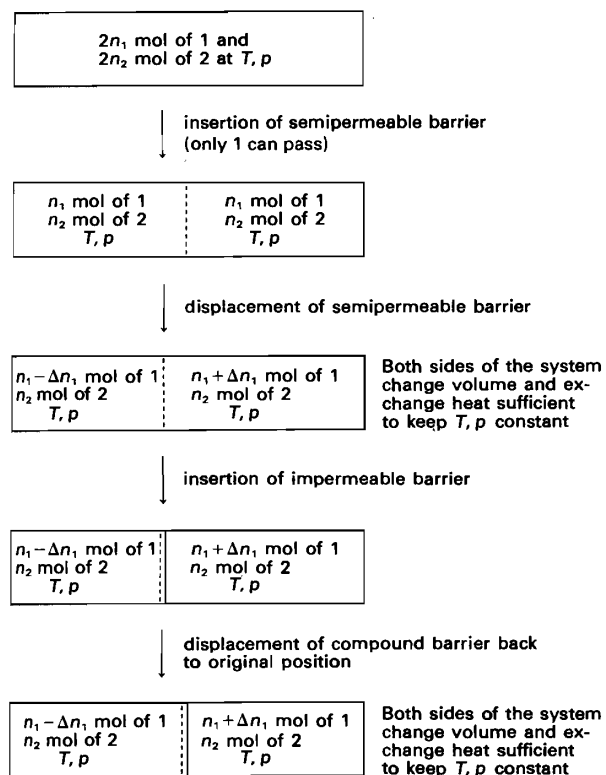 2n₁ mol of 1 and
2n₂ mol of 2 at T, p
insertion of semipermeable barrier
(only 1 can pass)
n₁ mol of 1
n₂ mol of 2
T, p
n₁ mol of 1
n₂ mol of 2
T, p
displacement of semipermeable barrier
n₁−Δn₁ mol of 1
n₂ mol of 2
T, p
n₁+Δn₁ mol of 1
n₂ mol of 2
T, p
Both sides of the system
change volume and ex-
change heat sufficient
to keep T, p constant
insertion of impermeable barrier
n₁−Δn₁ mol of 1
n₂ mol of 2
T, p
n₁+Δn₁ mol of 1
n₂ mol of 2
T, p
displacement of compound barrier back
to original position
n₁−Δn₁ mol of 1
n₂ mol of 2
T, p
n₁+Δn₁ mol of 1
n₂ mol of 2
T, p
Both sides of the system
change volume and ex-
change heat sufficient
to keep T, p constant